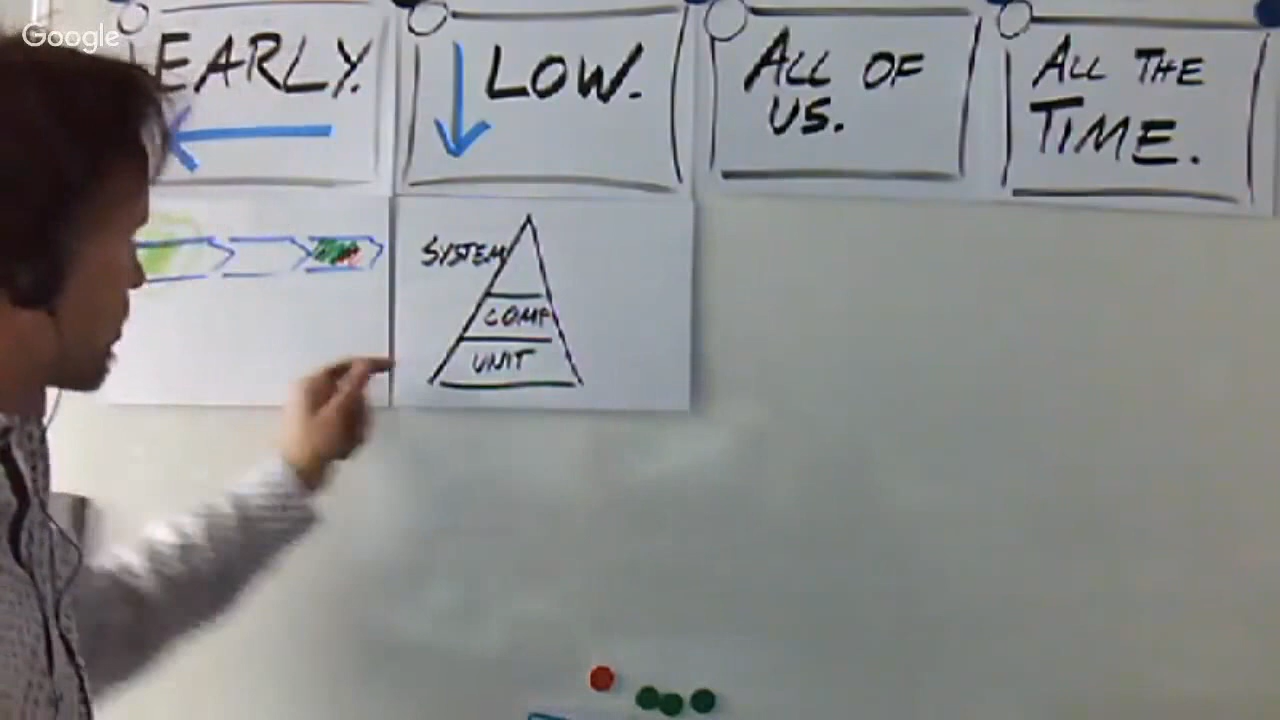 Google
EARLY.
LOW.
ALL OF
US.
ALL THE
TIME.
SYSTEM
COMP
UNIT